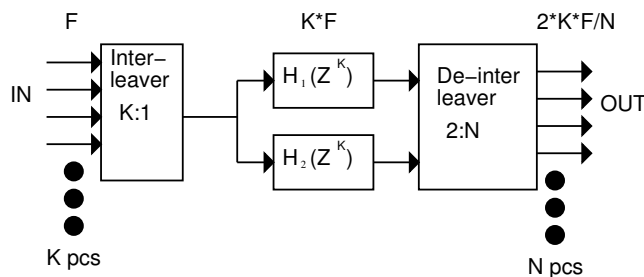 F
K*F
2*K*F/N
Inter-
leaver
K:1
IN
H1(Z^K)
H2(Z^K)
De-inter
leaver
2:N
OUT
K pcs
N pcs